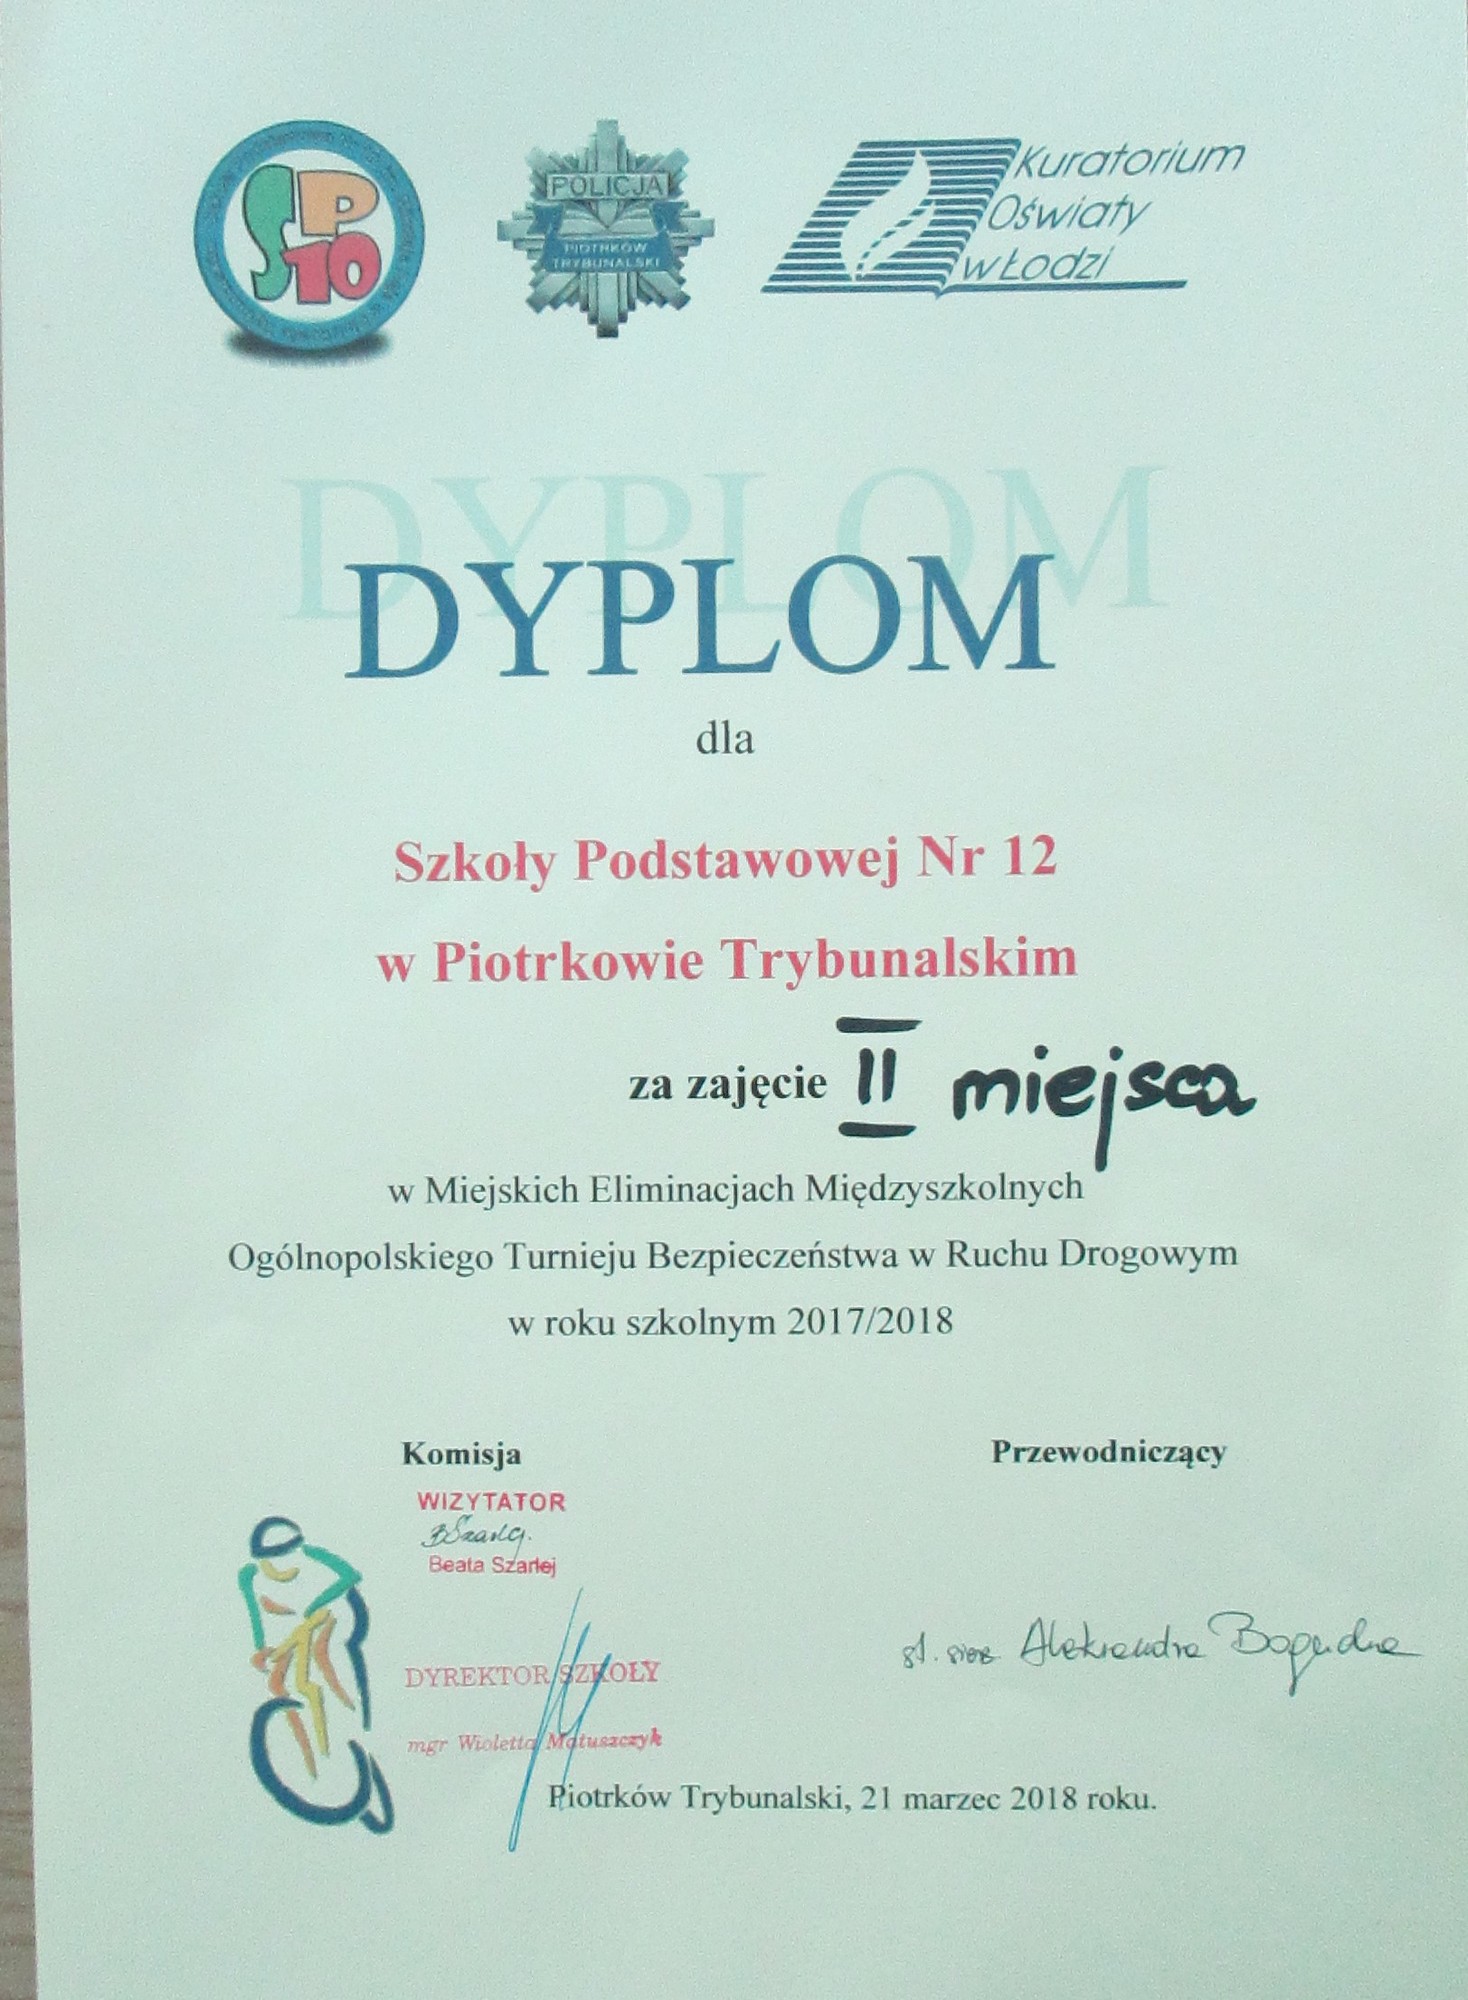 SP10
POLICJA
PIOTRKÓW
TRYBUNALSKI
Kuratorium
Oświaty
w Łodzi
DYPLOM
DYPLOM
dla
Szkoły Podstawowej Nr 12
w Piotrkowie Trybunalskim
za zajęcie II miejsca
w Miejskich Eliminacjach Międzyszkolnych
Ogólnopolskiego Turnieju Bezpieczeństwa w Ruchu Drogowym
w roku szkolnym 2017/2018
Komisja
Przewodniczący
WIZYTATOR
Beata Szarlej
DYREKTOR SZKOŁY
mgr Wioletta Matuszczyk
Aleksandra
Piotrków Trybunalski, 21 marzec 2018 roku.